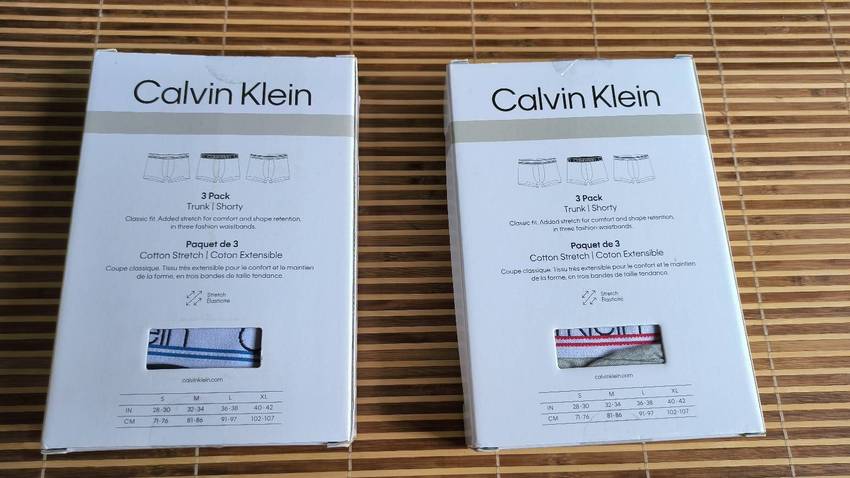 Calvin Klein
3 Pack
Trunk | Shorty
Classic fit. Added stretch for comfort and shape retention,
in three fashion waistbands.
Paquet de 3
Cotton Stretch | Coton Extensible
Coupe classique. Tissu très extensible pour le confort et le maintien
de la forme, en trois bandes de taille tendance.
Stretch
Élasticité
ein
calvinklein.com
S M L XL
IN 28-30 32-34 36-38 40-42
CM 71-76 81-86 91-97 102-107
Calvin Klein
3 Pack
Trunk | Shorty
Classic fit. Added stretch for comfort and shape retention,
in three fashion waistbands.
Paquet de 3
Cotton Stretch | Coton Extensible
Coupe classique. Tissu très extensible pour le confort et le maintien
de la forme, en trois bandes de taille tendance.
Stretch
Élasticité
Klein
calvinklein.com
S M L XL
IN 28-30 32-34 36-38 40-42
CM 71-76 81-86 91-97 102-107